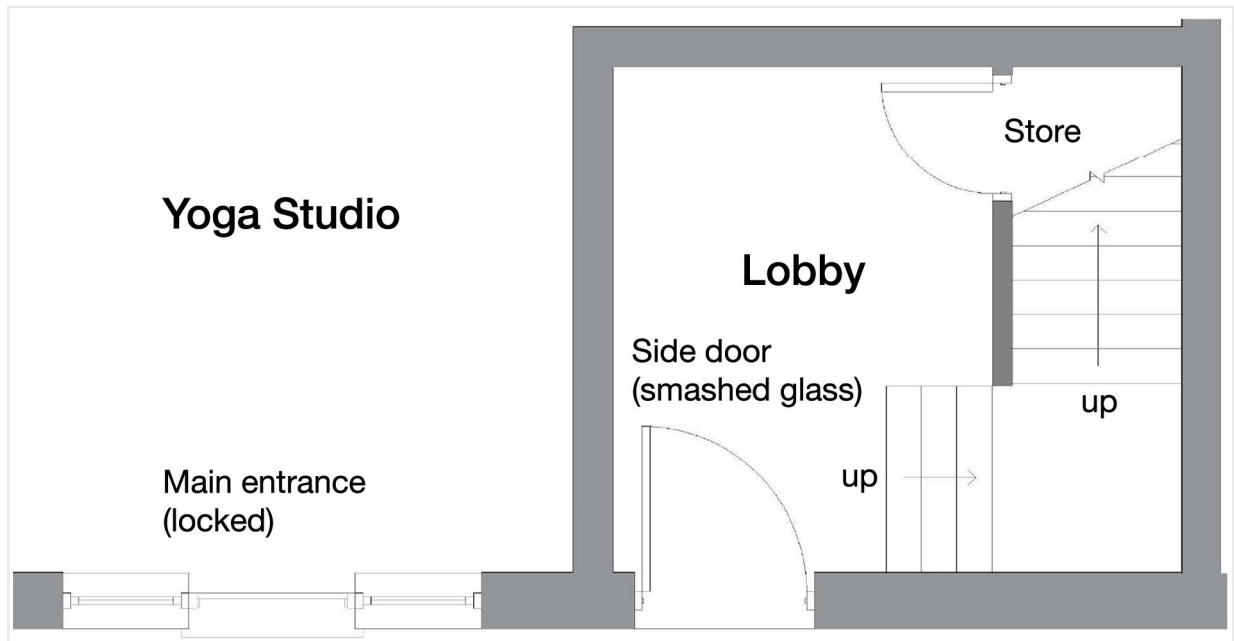 Store
Yoga Studio
Lobby
Side door
(smashed glass)
up
Main entrance
(locked)
up